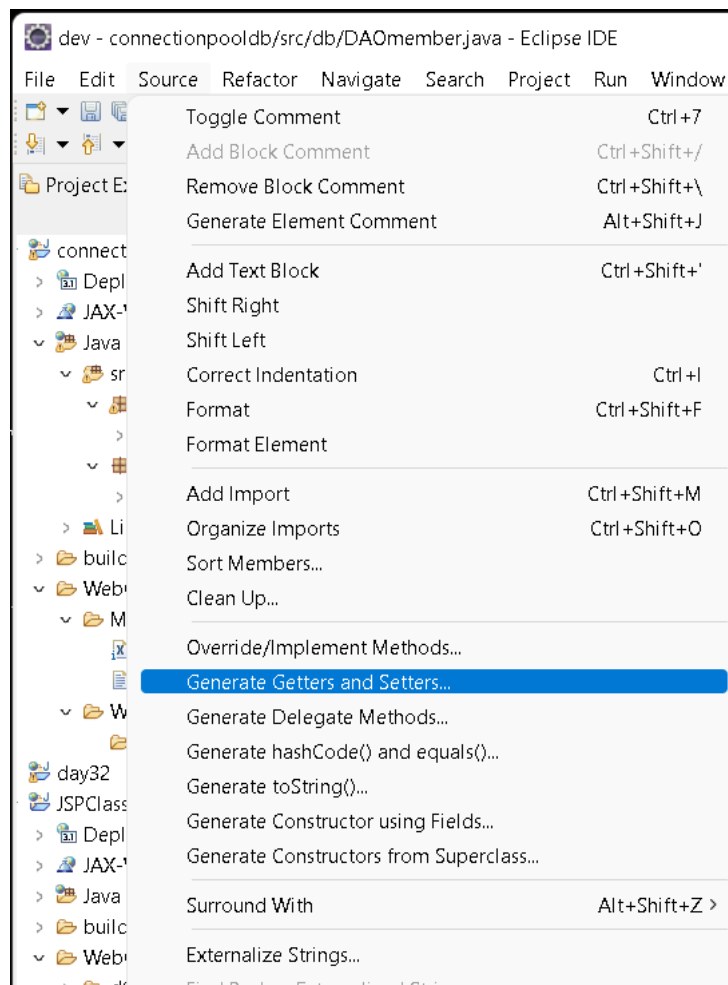 dev - connectionpooldb/src/db/DAOmember.java - Eclipse IDE
File Edit Source Refactor Navigate Search Project Run Window
Toggle Comment Ctrl+7
Add Block Comment Ctrl+Shift+/
Project Remove Block Comment Ctrl+Shift+\
Generate Element Comment Alt+Shift+J
connect
Add Text Block Ctrl+Shift+'
Depl
Shift Right
JAX-
Shift Left
Java
Correct Indentation Ctrl+I
sr
Format Ctrl+Shift+F
Format Element
Add Import Ctrl+Shift+M
Li Organize Imports Ctrl+Shift+O
builc Sort Members...
Web Clean Up...
M
Override/Implement Methods...
Generate Getters and Setters...
W Generate Delegate Methods...
Generate hashCode() and equals()...
day32 Generate toString()...
JSPClass Generate Constructor using Fields...
Depl
Generate Constructors from Superclass...
JAX-
Java Surround With Alt+Shift+Z >
builc
Web Externalize Strings...